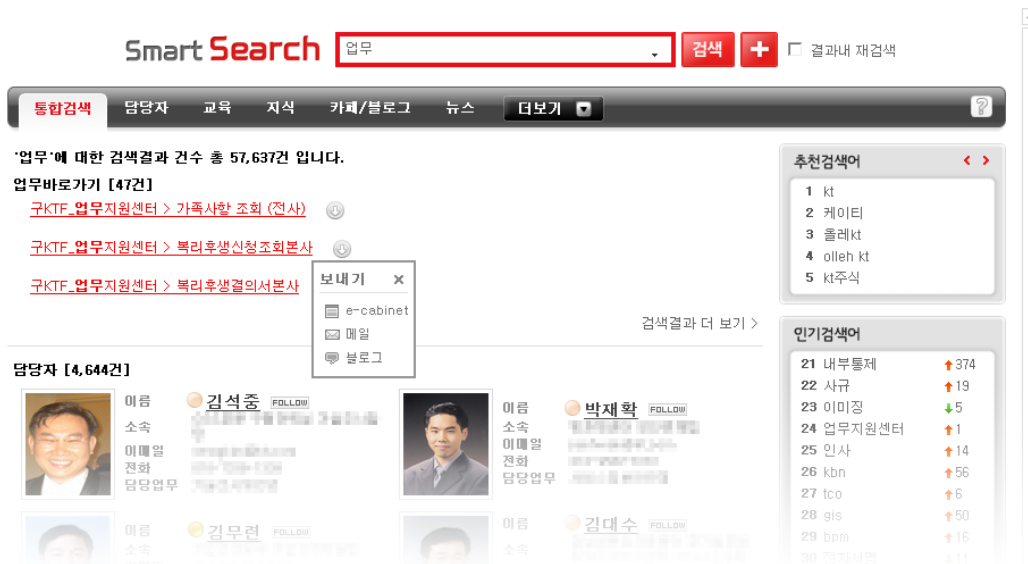 Smart Search 업무 검색 + 결과내 재검색
통합검색 담당자 교육 지식 카페/블로그 뉴스 더보기 ?
'업무'에 대한 검색결과 건수 총 57,637건 입니다.
업무바로가기 [47건]
구KTF_업무지원센터 > 가족사항 조회 (전사)
구KTF_업무지원센터 > 복리후생신청조회본사
구KTF_업무지원센터 > 복리후생결의서본사
보내기 ×
e-cabinet
메일
블로그
검색결과 더 보기 >
담당자 [4,644건]
이름 김석중 FOLLOW
소속
이메일
전화
담당업무
이름 박재확 FOLLOW
소속
이메일
전화
담당업무
이름 김무련 FOLLOW
소속
이름 김대수 FOLLOW
소속
추천검색어 < >
1 kt
2 케이티
3 올레kt
4 olleh kt
5 kt주식
인기검색어
21 내부통제 374
22 사규 19
23 이미징 5
24 업무지원센터 1
25 인사 14
26 kbn 56
27 tco 6
28 gis 50
29 bpm 16
30 전자서명 11